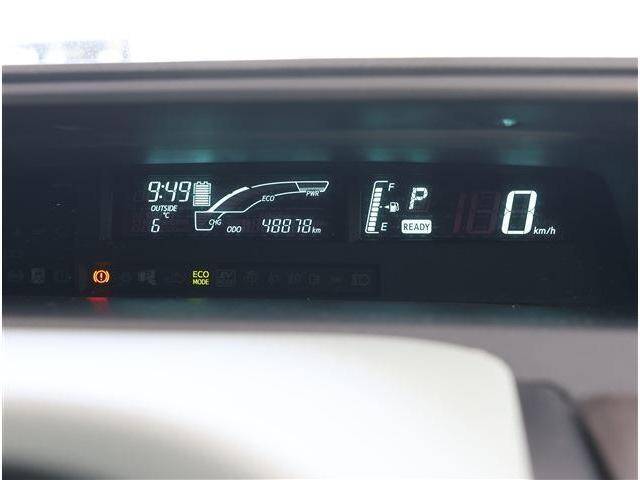 9:49
OUTSIDE
6 °C
ECO
PWR
CHG
ODO 48878 km
F
E
P
READY
0 km/h
ECO
MODE